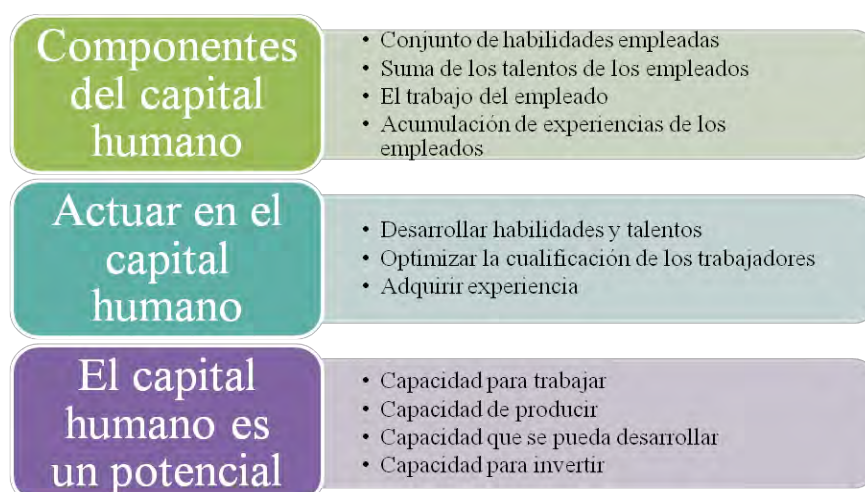 Componentes
del capital
humano
• Conjunto de habilidades empleadas
• Suma de los talentos de los empleados
• El trabajo del empleado
• Acumulación de experiencias de los
empleados
Actuar en el
capital
humano
• Desarrollar habilidades y talentos
• Optimizar la cualificación de los trabajadores
• Adquirir experiencia
El capital
humano es
un potencial
• Capacidad para trabajar
• Capacidad de producir
• Capacidad que se pueda desarrollar
• Capacidad para invertir